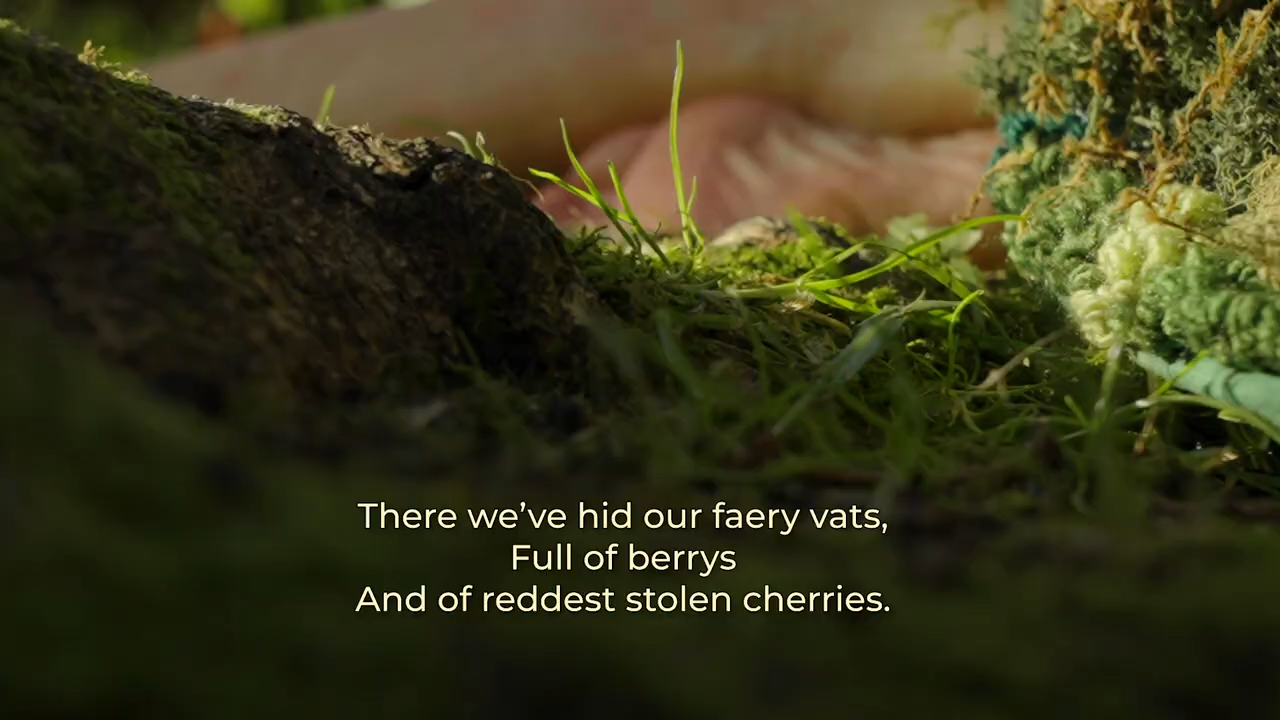 There we’ve hid our faery vats,
Full of berrys
And of reddest stolen cherries.